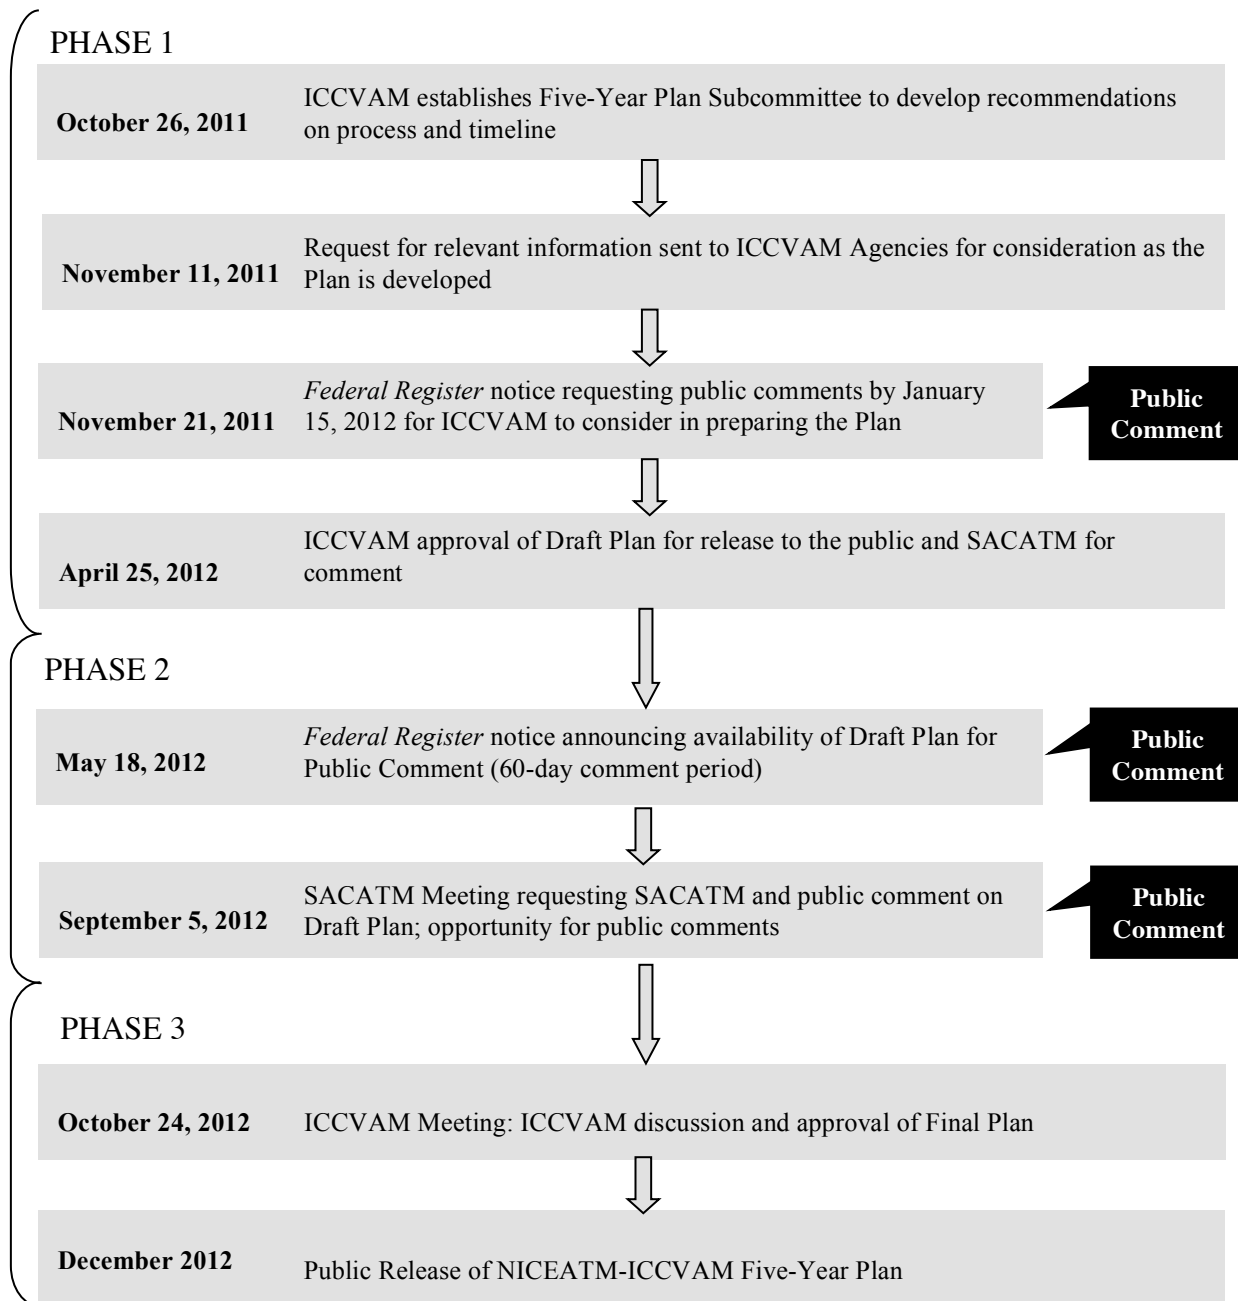 PHASE 1
October 26, 2011
ICCVAM establishes Five-Year Plan Subcommittee to develop recommendations
on process and timeline
November 11, 2011
Request for relevant information sent to ICCVAM Agencies for consideration as the
Plan is developed
November 21, 2011
Federal Register notice requesting public comments by January
15, 2012 for ICCVAM to consider in preparing the Plan
Public
Comment
April 25, 2012
ICCVAM approval of Draft Plan for release to the public and SACATM for
comment
PHASE 2
May 18, 2012
Federal Register notice announcing availability of Draft Plan for
Public Comment (60-day comment period)
Public
Comment
September 5, 2012
SACATM Meeting requesting SACATM and public comment on
Draft Plan; opportunity for public comments
Public
Comment
PHASE 3
October 24, 2012
ICCVAM Meeting: ICCVAM discussion and approval of Final Plan
December 2012
Public Release of NICEATM-ICCVAM Five-Year Plan